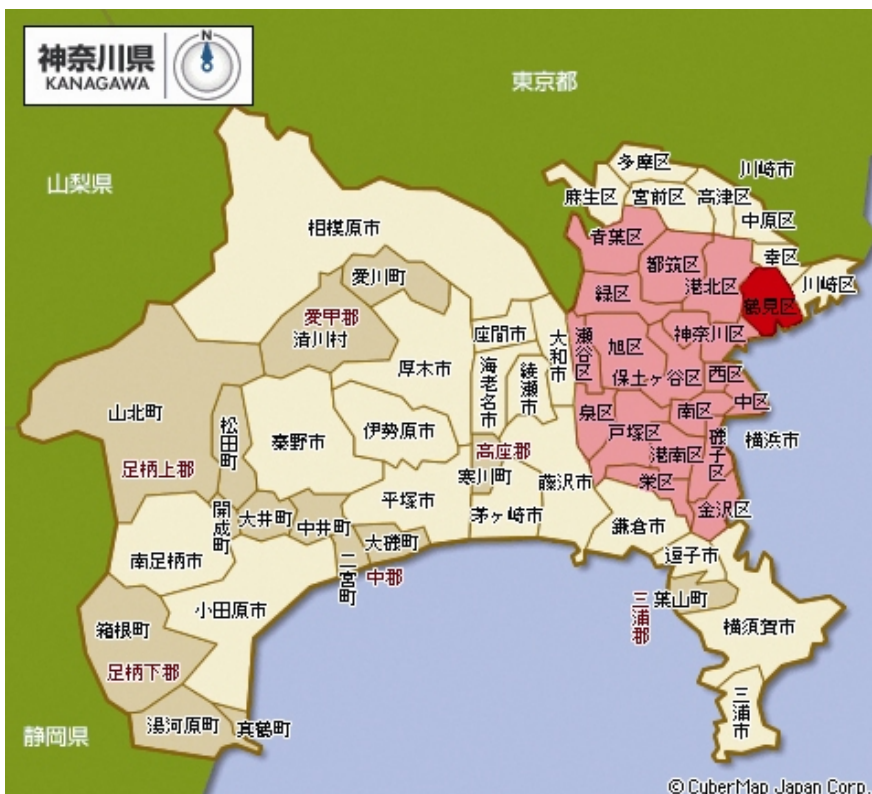 神奈川県
KANAGAWA
N
東京都
山梨県
静岡県
多摩区
川崎市
麻生区
宮前区
高津区
中原区
青葉区
幸区
都筑区
港北区
川崎区
鶴見区
緑区
相模原市
愛川町
愛甲郡
清川村
座間市
大和市
瀬谷区
旭区
神奈川区
海老名市
綾瀬市
厚木市
保土ヶ谷区
西区
中区
泉区
南区
戸塚区
磯子区
横浜市
港南区
栄区
金沢区
山北町
松田町
秦野市
伊勢原市
高座郡
寒川町
藤沢市
足柄上郡
開成町
大井町
中井町
平塚市
茅ヶ崎市
鎌倉市
大磯町
逗子市
南足柄市
二宮町
中郡
三浦郡
葉山町
小田原市
箱根町
横須賀市
足柄下郡
湯河原町
真鶴町
三浦市
© CyberMap Japan Corp.